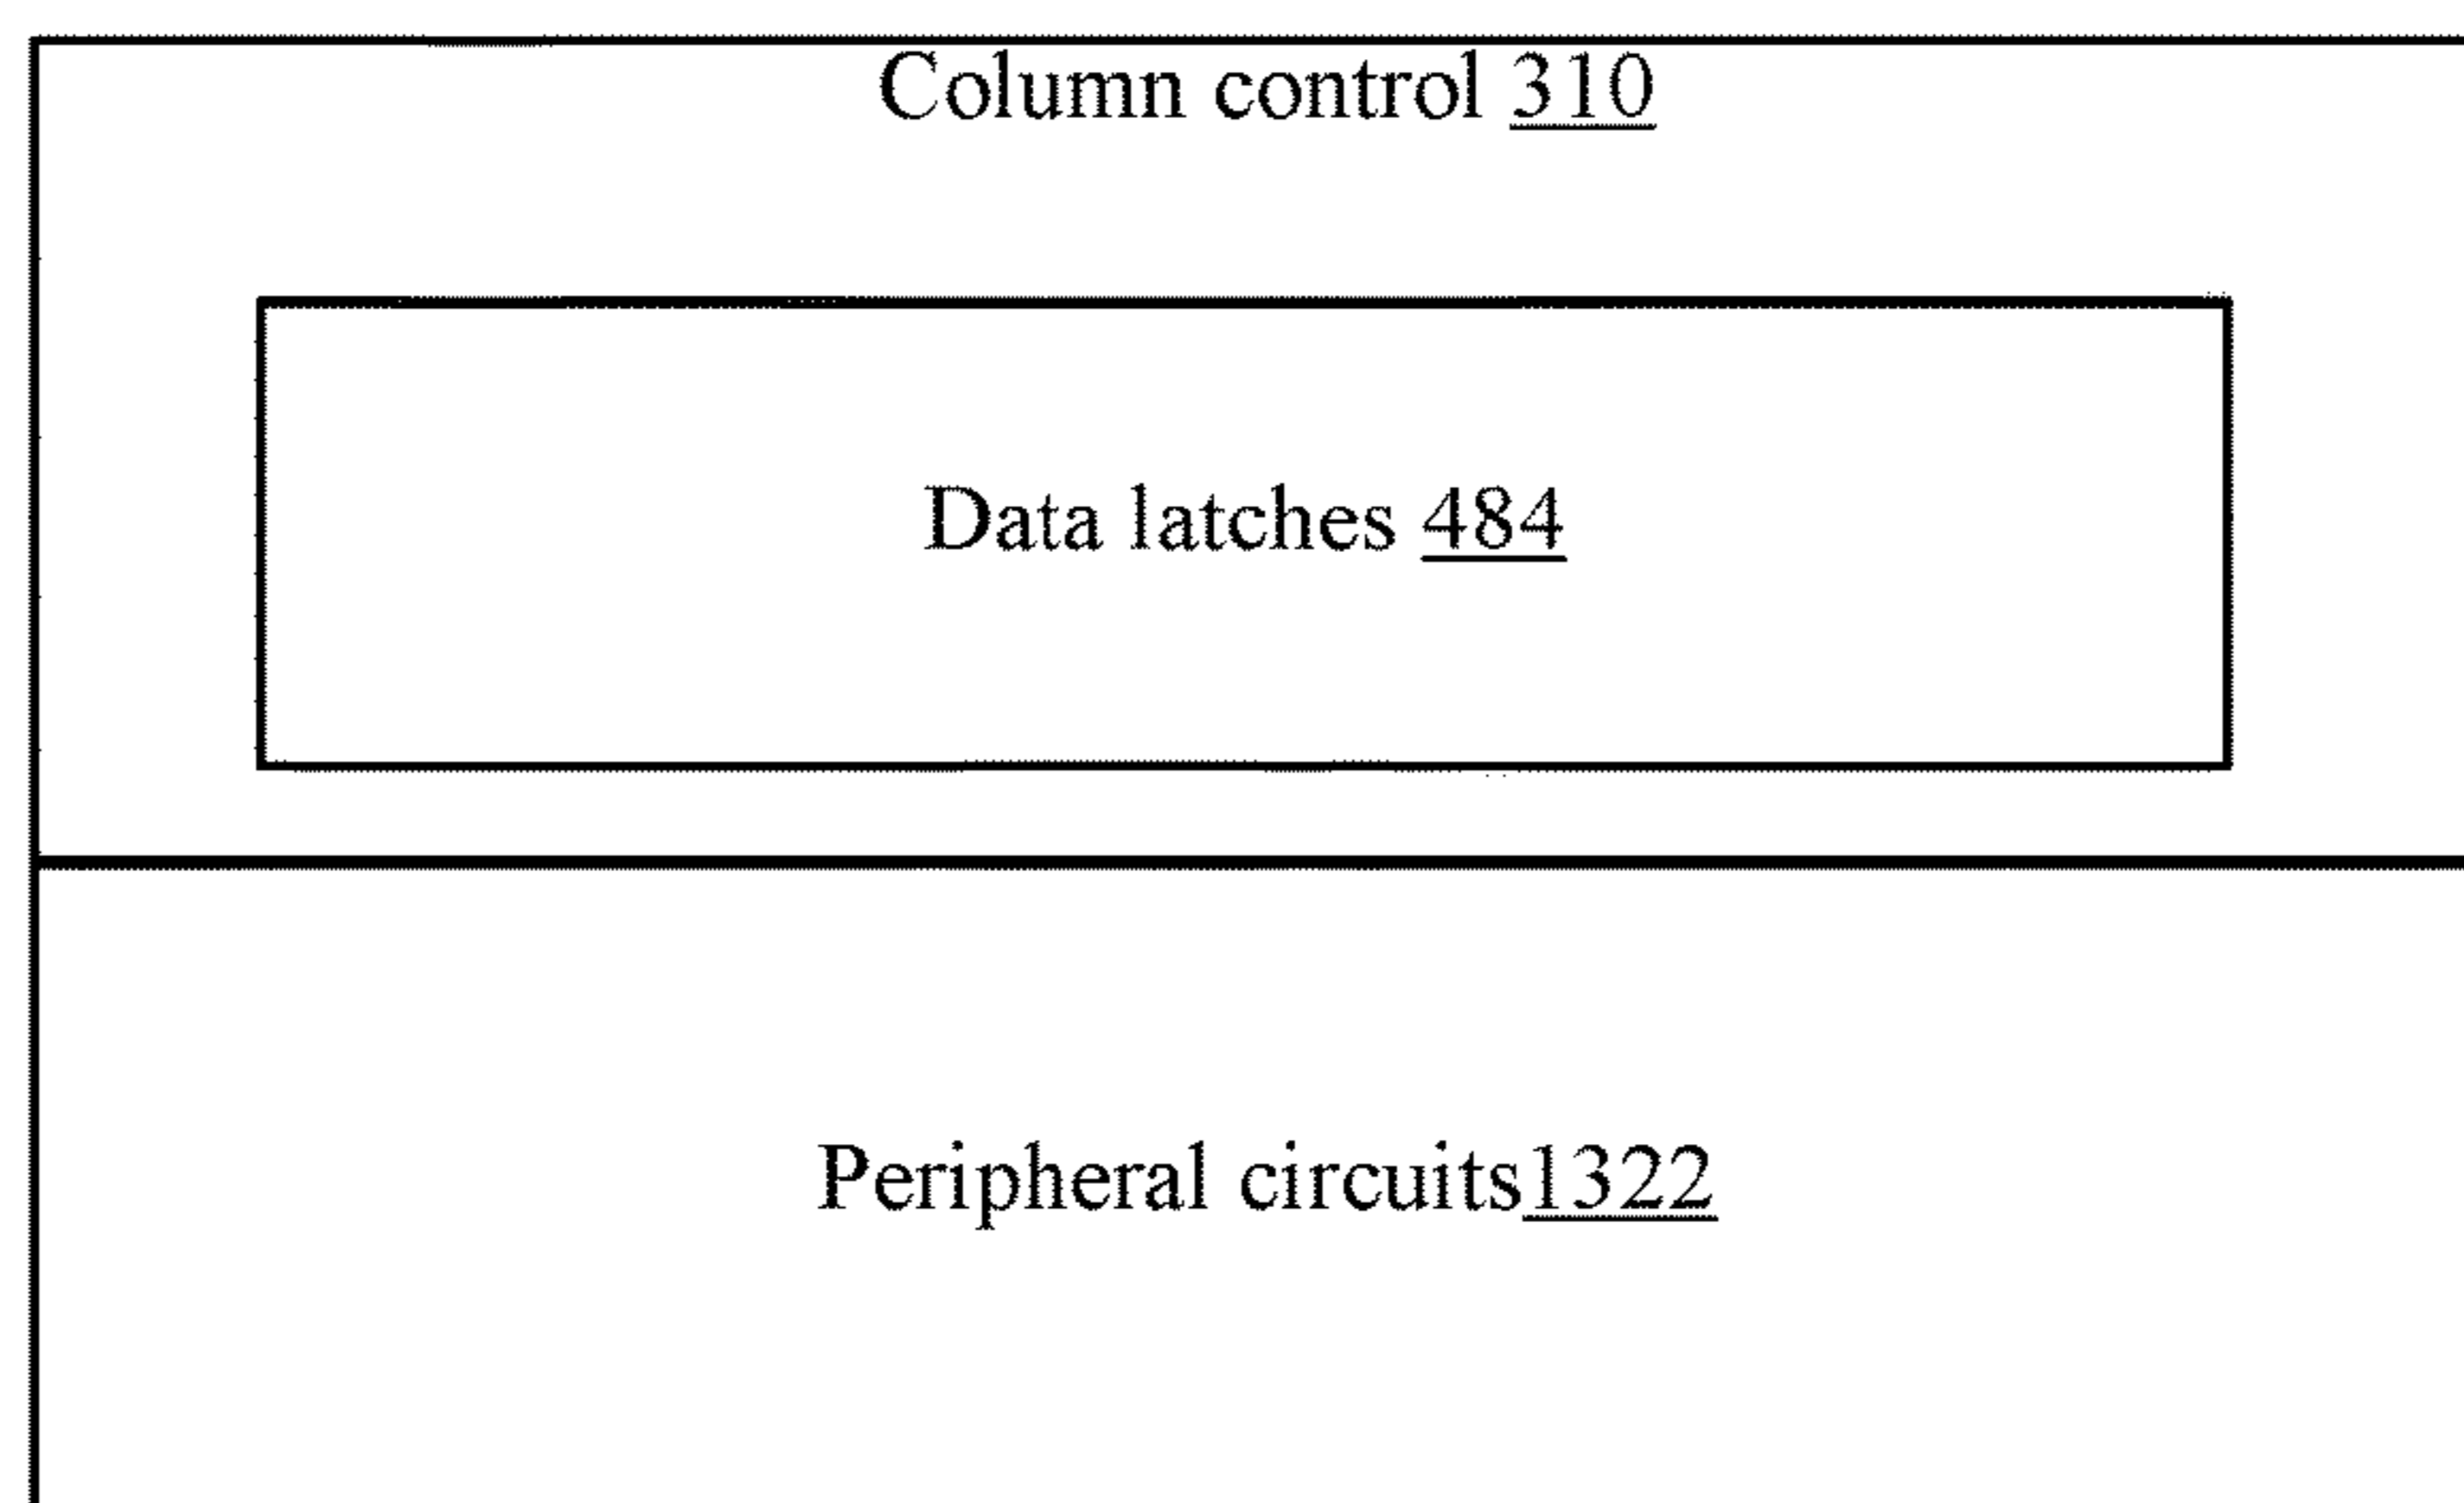 Column control 310
Data latches 484
Peripheral circuits1322